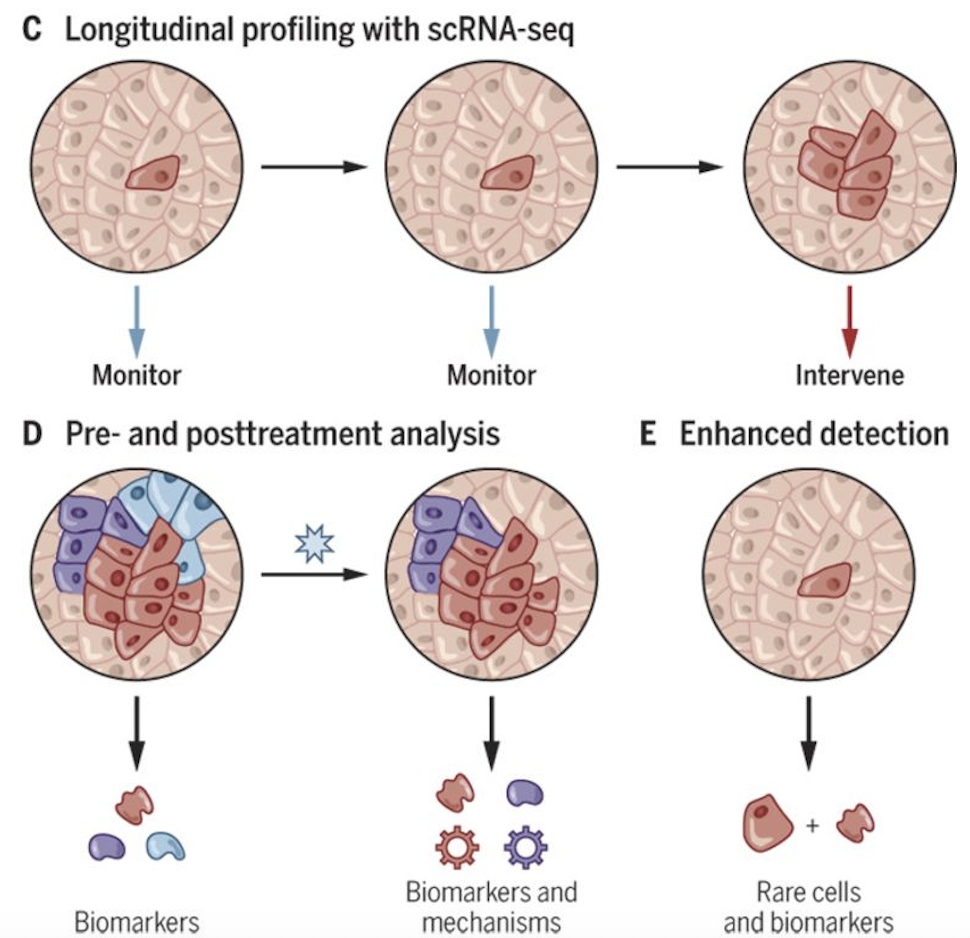 C Longitudinal profiling with scRNA-seq
Monitor
Monitor
Intervene
D Pre- and posttreatment analysis
E Enhanced detection
+
Biomarkers
Biomarkers and
mechanisms
Rare cells
and biomarkers